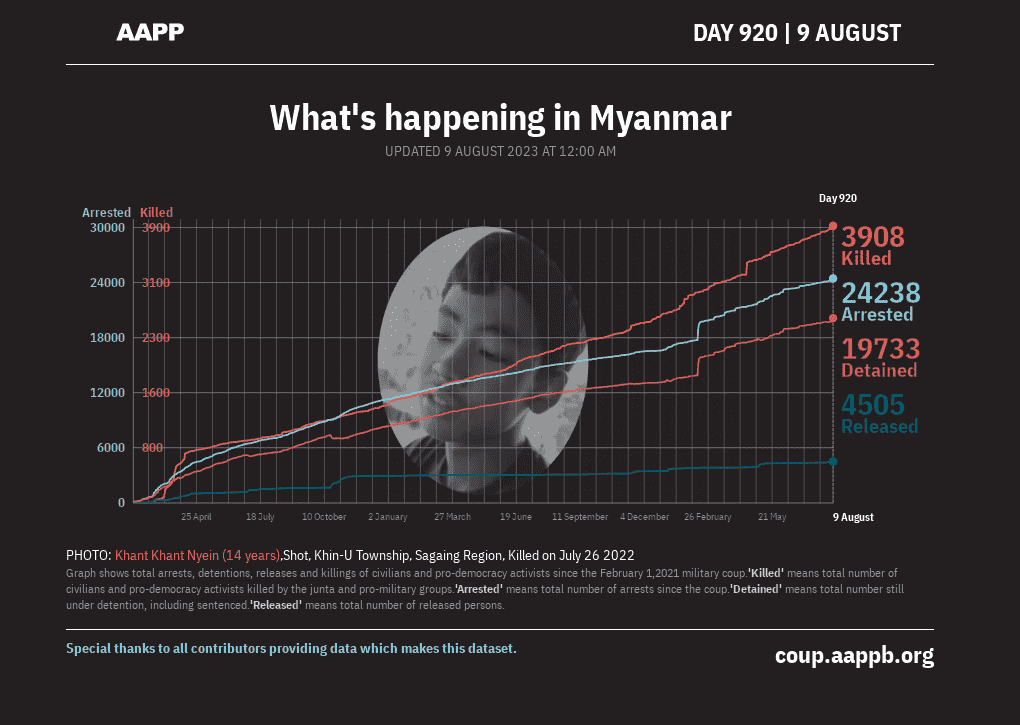 AAPP
DAY 920 | 9 AUGUST
What's happening in Myanmar
UPDATED 9 AUGUST 2023 AT 12:00 AM
Day 920
Arrested Killed
30000 3900
24000 3100
18000 2300
12000 1600
6000 800
0
3908
Killed
24238
Arrested
19733
Detained
4505
Released
25 April 18 July 10 October 2 January 27 March 19 June 11 September 4 December 26 February 21 May 9 August
PHOTO: Khant Khant Nyein (14 years),Shot, Khin-U Township, Sagaing Region, Killed on July 26 2022
Graph shows total arrests, detentions, releases and killings of civilians and pro-democracy activists since the February 1,2021 military coup.'Killed' means total number of
civilians and pro-democracy activists killed by the junta and pro-military groups.'Arrested' means total number of arrests since the coup.'Detained' means total number still
under detention, including sentenced.'Released' means total number of released persons.
Special thanks to all contributors providing data which makes this dataset.
coup.aappb.org